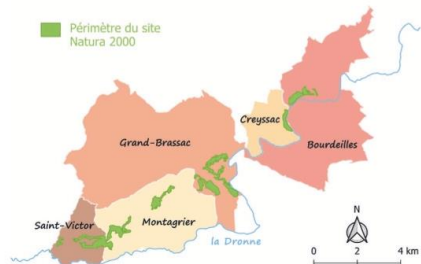 Périmètre du site
Natura 2000
Creyssac
Grand-Brassac
Bourdeilles
Saint-Victor
Montagrier
la Dronne
N
0 2 4 km